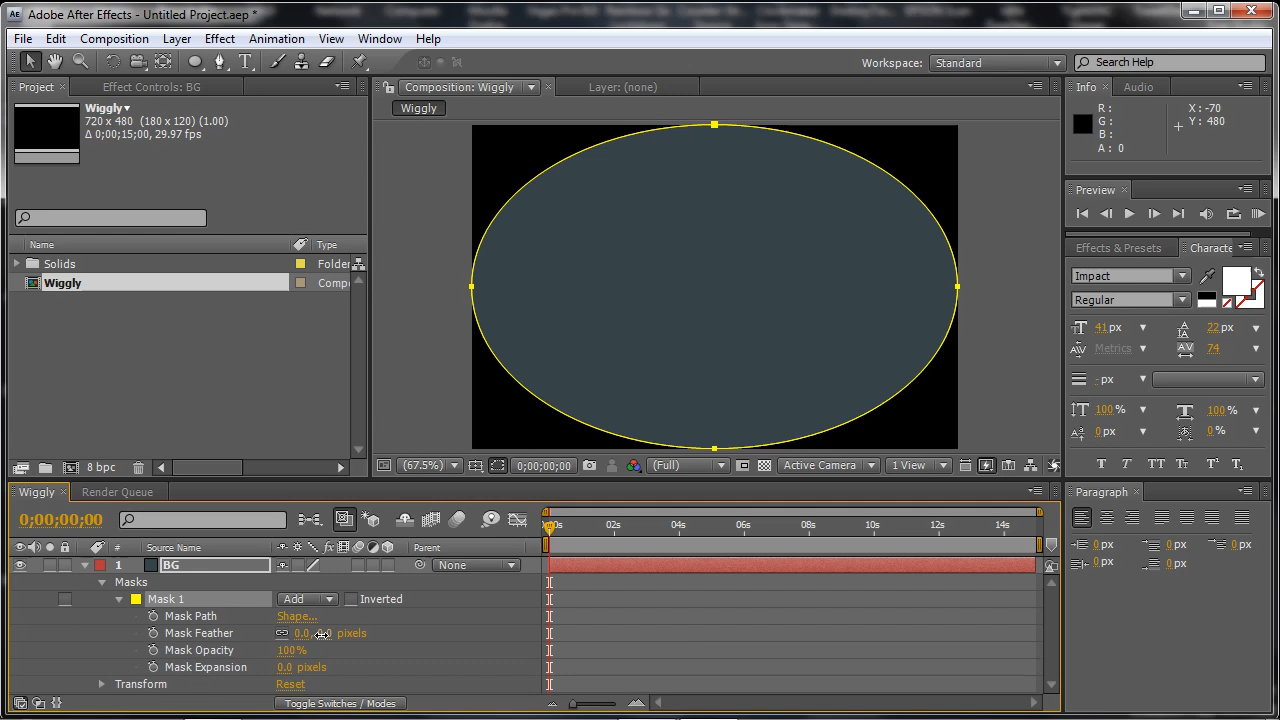 Adobe After Effects - Untitled Project.aep *
File Edit Composition Layer Effect Animation View Window Help
Workspace: Standard Search Help
Project Effect Controls: BG Composition: Wiggly Layer: (none) Info Audio
Wiggly
Wiggly▾
720 x 480 (180 x 120) (1.00)
Δ 0;00;15;00, 29.97 fps
R :
G :
B :
A : 0
X : -70
Y : 480
Preview
Effects & Presets Characte
Name Type
Solids Folder
Wiggly Compo
Impact
Regular
41 px 22 px
Metrics 74
- px
100 % 100 %
0 px 0 %
8 bpc (67.5%) 0;00;00;00 (Full) Active Camera 1 View
T T TT Tt T¹ T₁
Wiggly Render Queue Paragraph
0;00;00;00
02s 04s 06s 08s 10s 12s 14s
# Source Name Parent
1 BG None
Masks
Mask 1 Add Inverted
Mask Path Shape...
Mask Feather 0.0, pixels
Mask Opacity 100%
Mask Expansion 0.0 pixels
Transform Reset
Toggle Switches / Modes
0 px 0 px 0 px
0 px 0 px